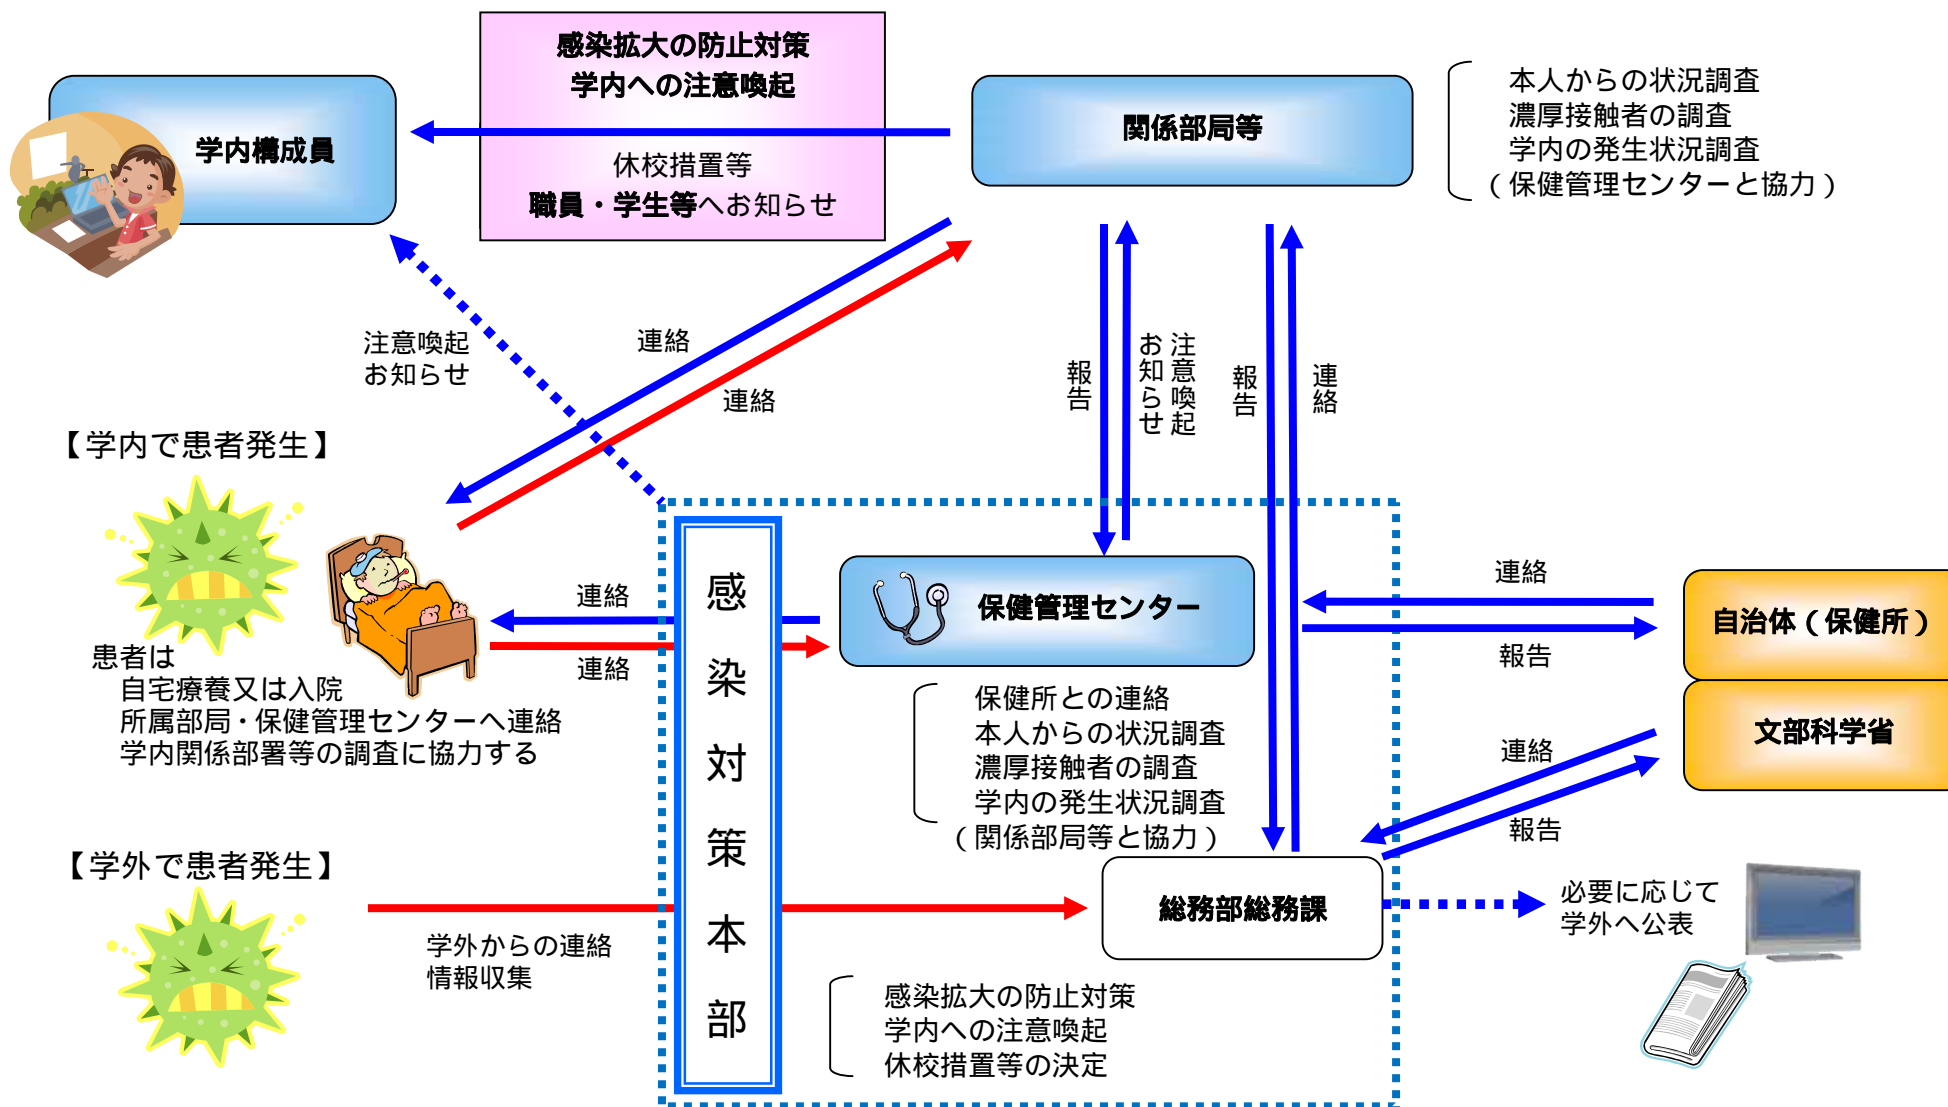 感染拡大の防止対策
学内への注意喚起
休校措置等
職員・学生等へお知らせ
学内構成員
関係部局等
本人からの状況調査
濃厚接触者の調査
学内の発生状況調査
（保健管理センターと協力）
注意喚起
お知らせ
連絡
連絡
報告
注意喚起
お知らせ
報告
連絡
【学内で患者発生】
患者は
自宅療養又は入院
所属部局・保健管理センターへ連絡
学内関係部署等の調査に協力する
連絡
連絡
感染対策本部
保健管理センター
保健所との連絡
本人からの状況調査
濃厚接触者の調査
学内の発生状況調査
（関係部局等と協力）
連絡
報告
自治体（保健所）
文部科学省
連絡
報告
【学外で患者発生】
学外からの連絡
情報収集
総務部総務課
必要に応じて
学外へ公表
感染拡大の防止対策
学内への注意喚起
休校措置等の決定